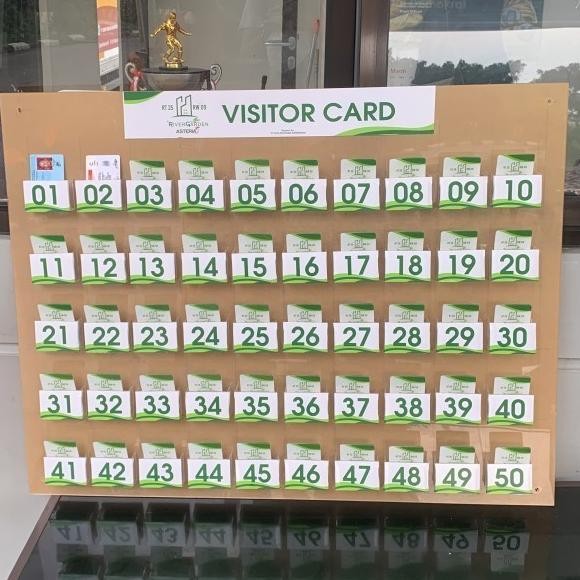 RT 25 RW 09
RIVERGARDEN
ASTERIA
VISITOR CARD
01 02 03 04 05 06 07 08 09 10
11 12 13 14 15 16 17 18 19 20
21 22 23 24 25 26 27 28 29 30
31 32 33 34 35 36 37 38 39 40
41 42 43 44 45 46 47 48 49 50